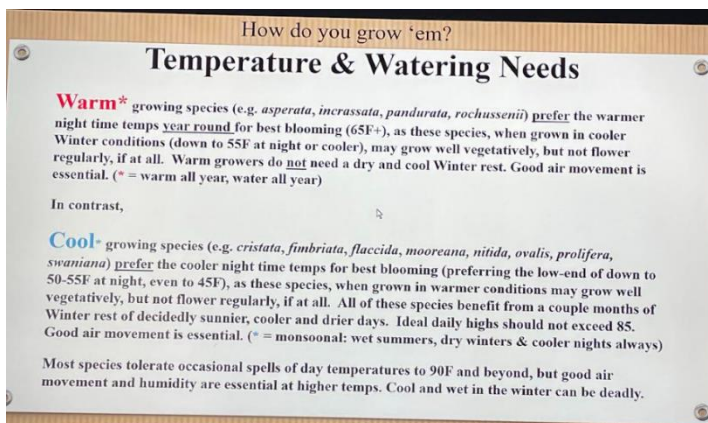 How do you grow ‘em?
Temperature & Watering Needs
Warm* growing species (e.g. asperata, incrassata, pandurata, rochussenii) prefer the warmer
night time temps year round for best blooming (65F+), as these species, when grown in cooler
Winter conditions (down to 55F at night or cooler), may grow well vegetatively, but not flower
regularly, if at all. Warm growers do not need a dry and cool Winter rest. Good air movement is
essential. (* = warm all year, water all year)
In contrast,
Cool* growing species (e.g. cristata, fimbriata, flaccida, mooreana, nitida, ovalis, prolifera,
swaniana) prefer the cooler night time temps for best blooming (preferring the low-end of down to
50-55F at night, even to 45F), as these species, when grown in warmer conditions may grow well
vegetatively, but not flower regularly, if at all. All of these species benefit from a couple months of
Winter rest of decidedly sunnier, cooler and drier days. Ideal daily highs should not exceed 85.
Good air movement is essential. (* = monsoonal: wet summers, dry winters & cooler nights always)
Most species tolerate occasional spells of day temperatures to 90F and beyond, but good air
movement and humidity are essential at higher temps. Cool and wet in the winter can be deadly.